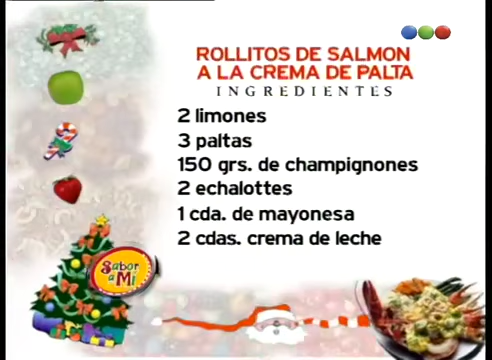 ROLLITOS DE SALMON
A LA CREMA DE PALTA
INGREDIENTES
2 limones
3 paltas
150 grs. de champignones
2 echalottes
1 cda. de mayonesa
2 cdas. crema de leche
Sabor
a Mí